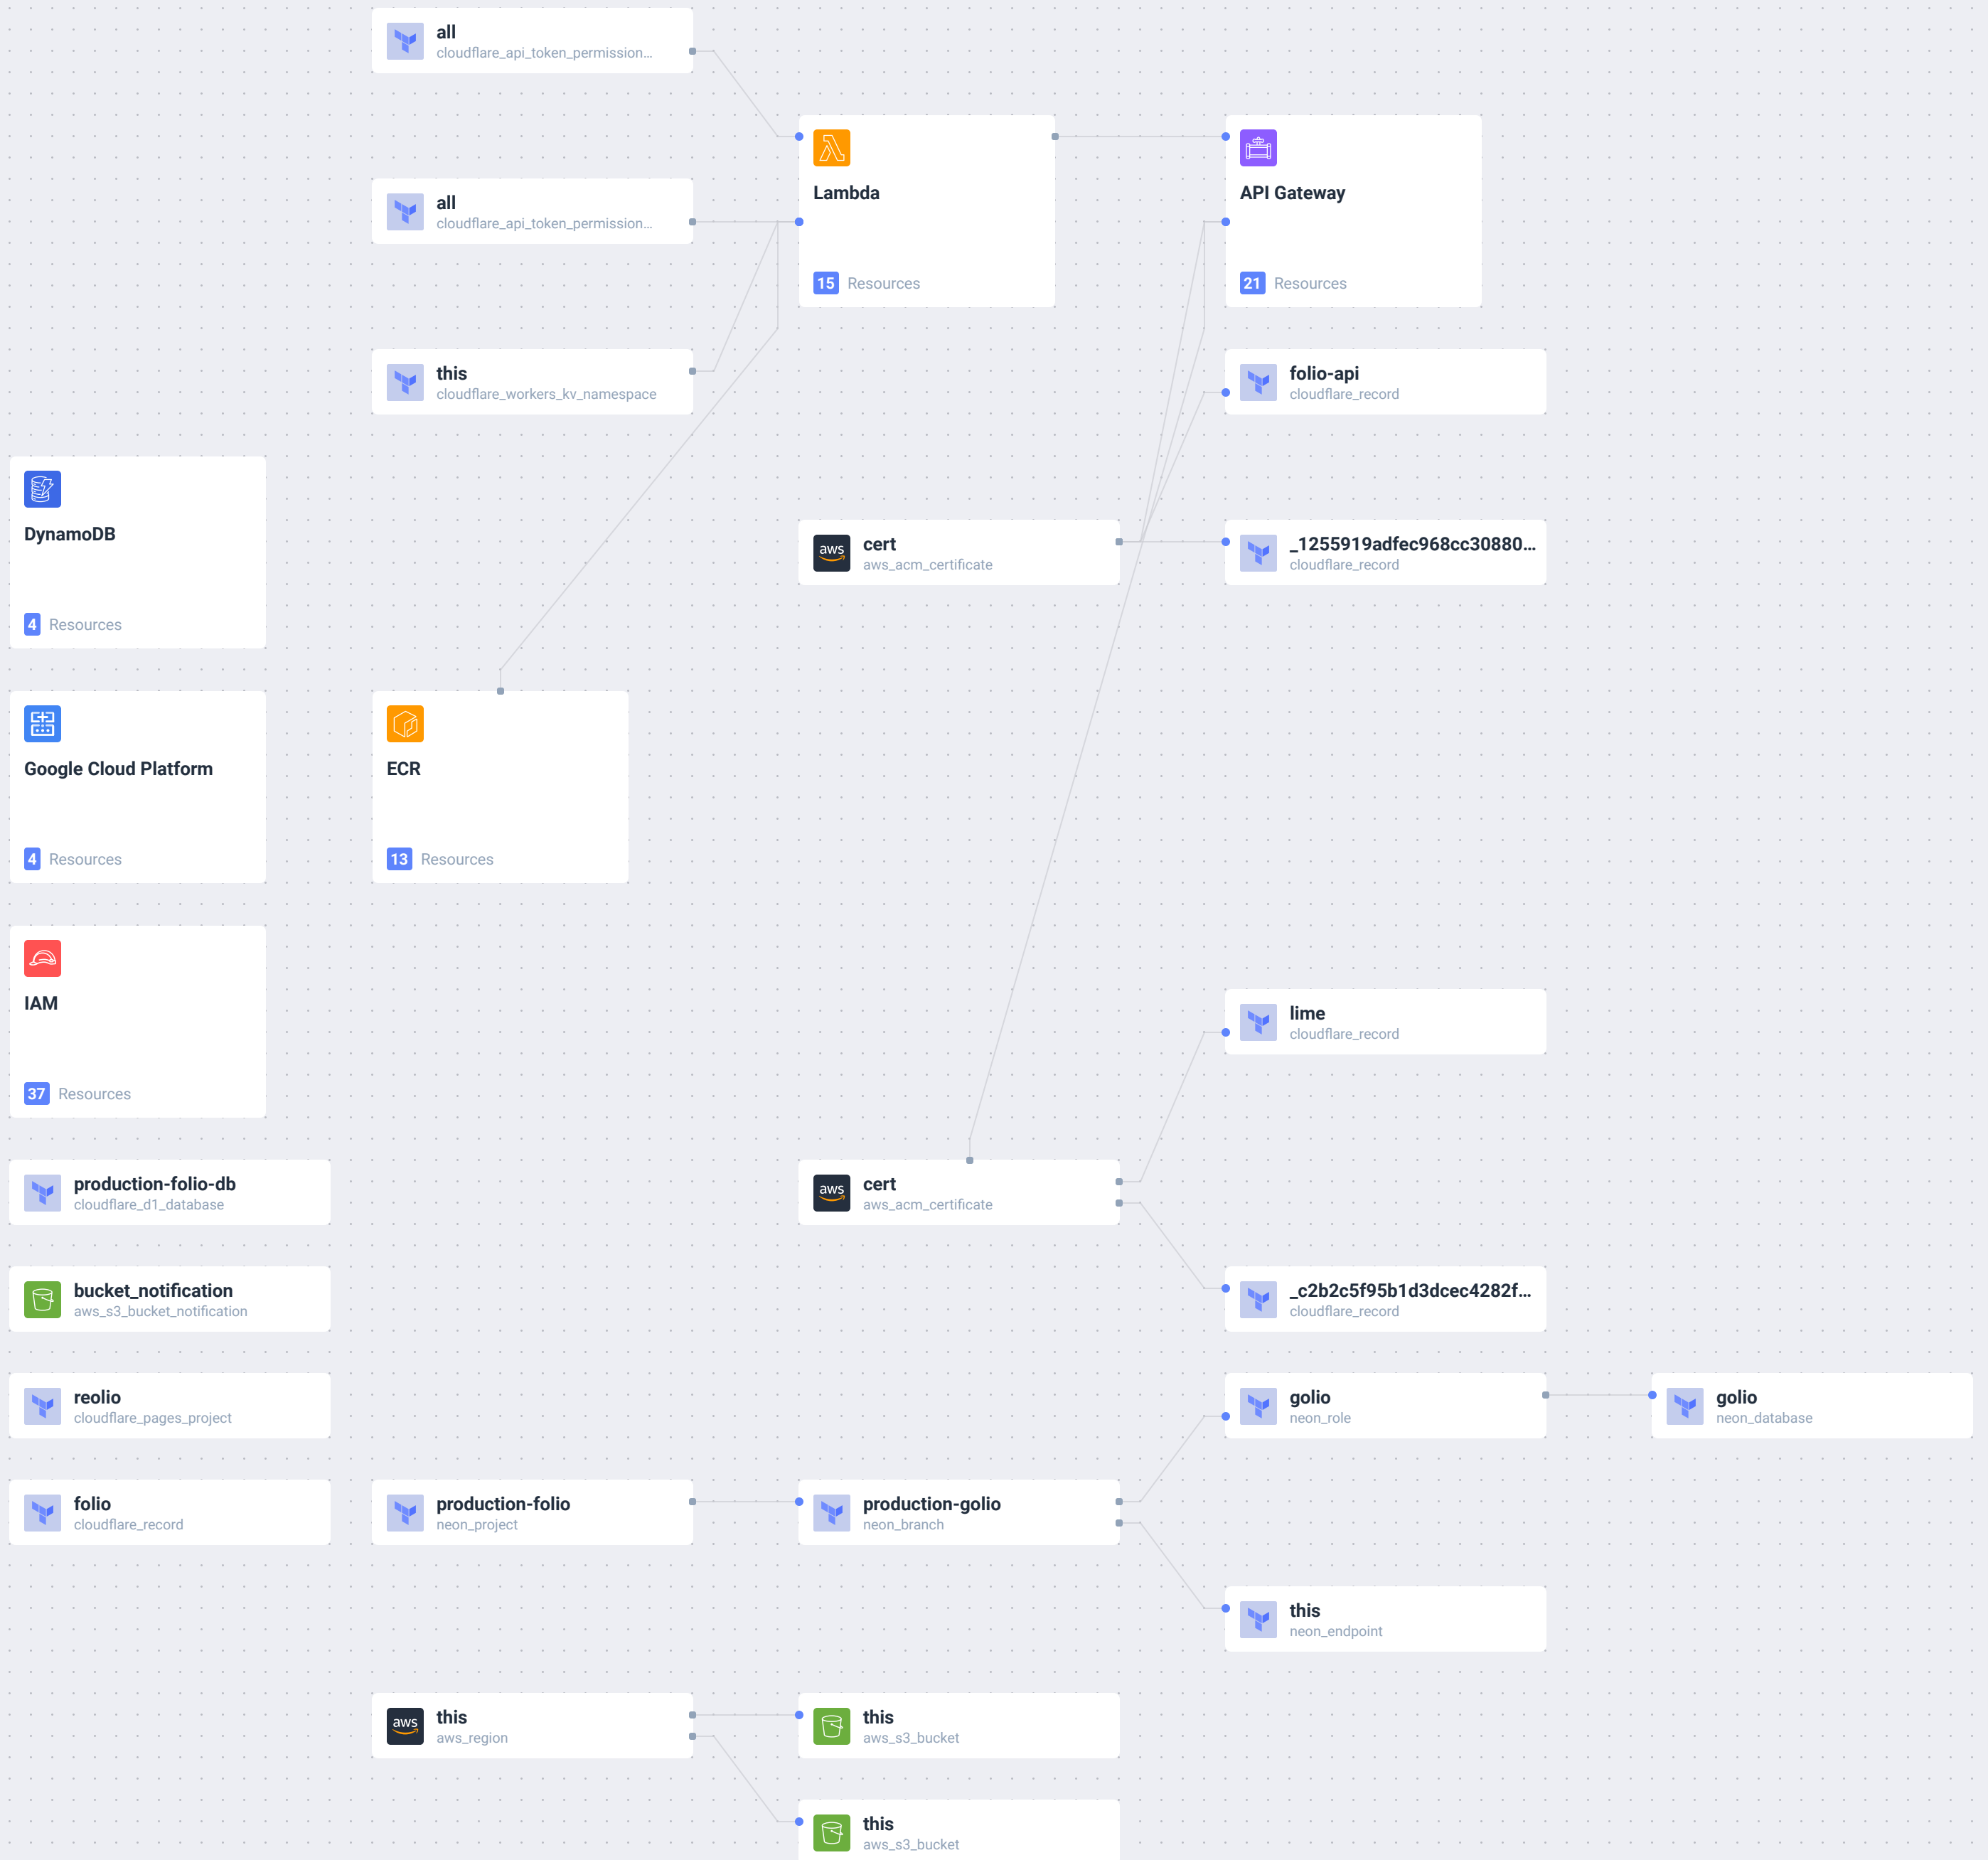 all
cloudflare_api_token_permission...
Lambda
15 Resources
API Gateway
21 Resources
all
cloudflare_api_token_permission...
this
cloudflare_workers_kv_namespace
folio-api
cloudflare_record
DynamoDB
4 Resources
aws
cert
aws_acm_certificate
_1255919adfec968cc30880...
cloudflare_record
Google Cloud Platform
4 Resources
ECR
13 Resources
IAM
37 Resources
lime
cloudflare_record
production-folio-db
cloudflare_d1_database
aws
cert
aws_acm_certificate
bucket_notification
aws_s3_bucket_notification
_c2b2c5f95b1d3dcec4282f...
cloudflare_record
reolio
cloudflare_pages_project
golio
neon_role
golio
neon_database
folio
cloudflare_record
production-folio
neon_project
production-golio
neon_branch
this
neon_endpoint
aws
this
aws_region
this
aws_s3_bucket
this
aws_s3_bucket